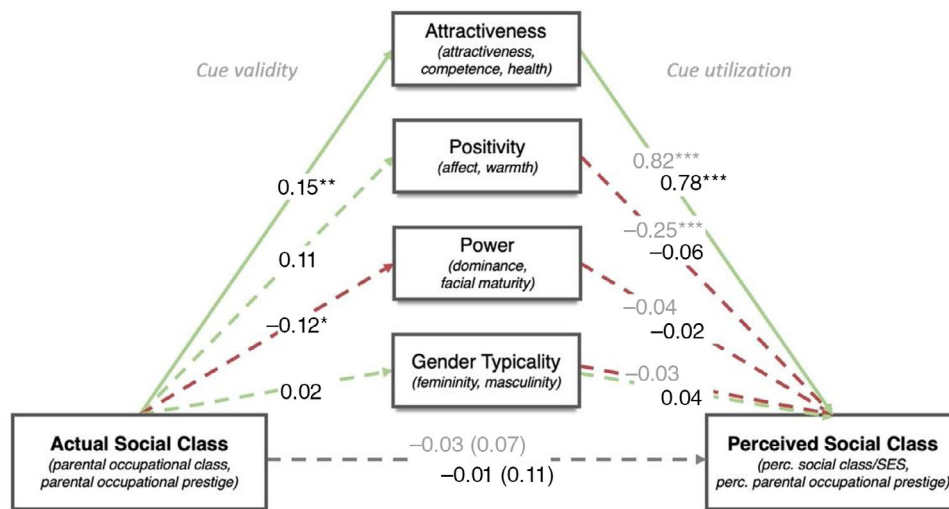 Attractiveness
(attractiveness,
competence, health)
Cue validity
Cue utilization
Positivity
(affect, warmth)
0.82***
0.15**
0.78***
−0.25***
Power
−0.06
0.11
(dominance,
facial maturity)
−0.04
−0.12*
−0.02
Gender Typicality
−0.03
(femininity, masculinity)
0.02
0.04
Actual Social Class
−0.03 (0.07)
Perceived Social Class
(parental occupational class,
(perc. social class/SES,
−0.01 (0.11)
parental occupational prestige)
perc. parental occupational prestige)